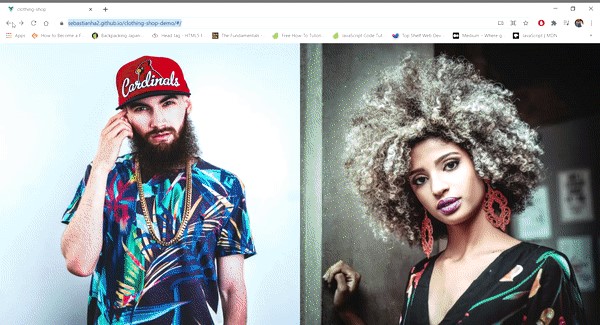 clothing-shop
sebastianha2.github.io/clothing-shop-demo/#/
How to Become a F
Backpacking Japan
Head Tag - HTML5 T
The Fundamentals
Free How To Tutori
JavaScript Code Tut
Top Shelf Web Dev
Medium – Where g
JavaScript | MDN
Cardinals